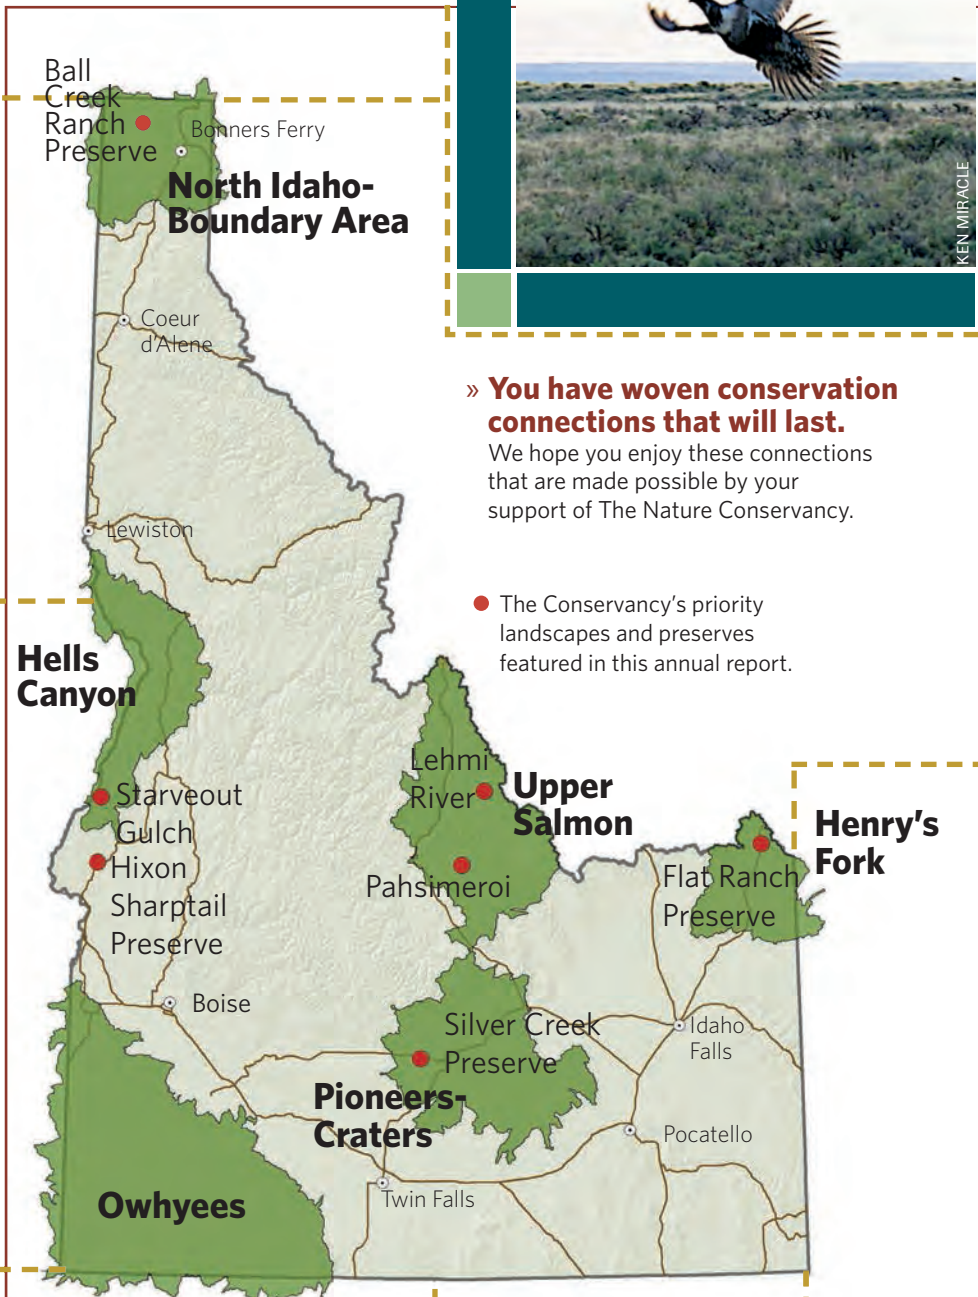 Ball
Creek
Ranch
Preserve
Bonners Ferry
North Idaho-
Boundary Area
KEN MIRACLE
Coeur
d'Alene
» You have woven conservation
connections that will last.
We hope you enjoy these connections
that are made possible by your
support of The Nature Conservancy.
Lewiston
The Conservancy's priority
landscapes and preserves
featured in this annual report.
Hells
Canyon
Starveout
Gulch
Hixon
Sharptail
Preserve
Lehmi
River
Upper
Salmon
Pahsimeroi
Henry's
Fork
Flat Ranch
Preserve
Boise
Silver Creek
Preserve
Idaho
Falls
Pioneers-
Craters
Pocatello
Twin Falls
Owhyees